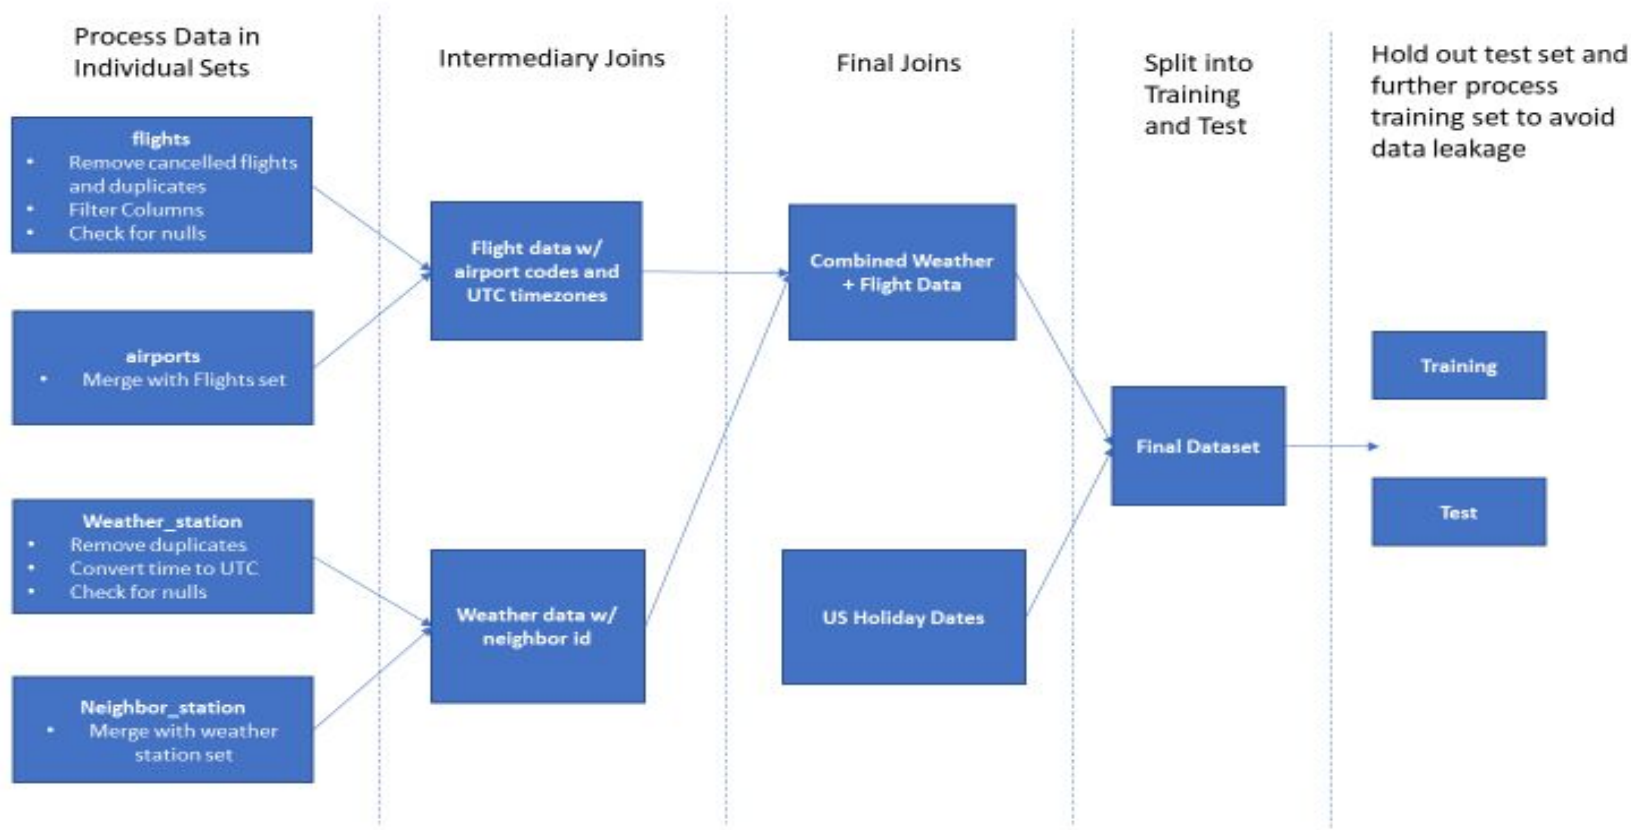 Process Data in
Individual Sets
flights
• Remove cancelled flights
and duplicates
• Filter Columns
• Check for nulls
airports
• Merge with Flights set
Weather_station
• Remove duplicates
• Convert time to UTC
• Check for nulls
Neighbor_station
• Merge with weather
station set
Intermediary Joins
Flight data w/
airport codes and
UTC timezones
Weather data w/
neighbor id
Final Joins
Combined Weather
+ Flight Data
US Holiday Dates
Split into
Training
and Test
Final Dataset
Hold out test set and
further process
training set to avoid
data leakage
Training
Test